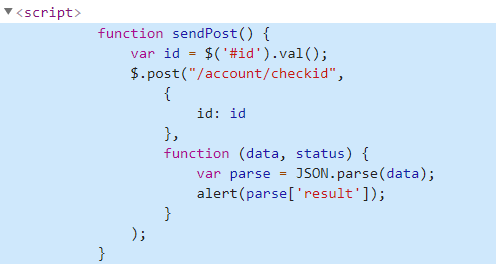 <script>
function sendPost() {
var id = $('#id').val();
$.post("/account/checkid",
{
id: id
},
function (data, status) {
var parse = JSON.parse(data);
alert(parse['result']);
}
);
}